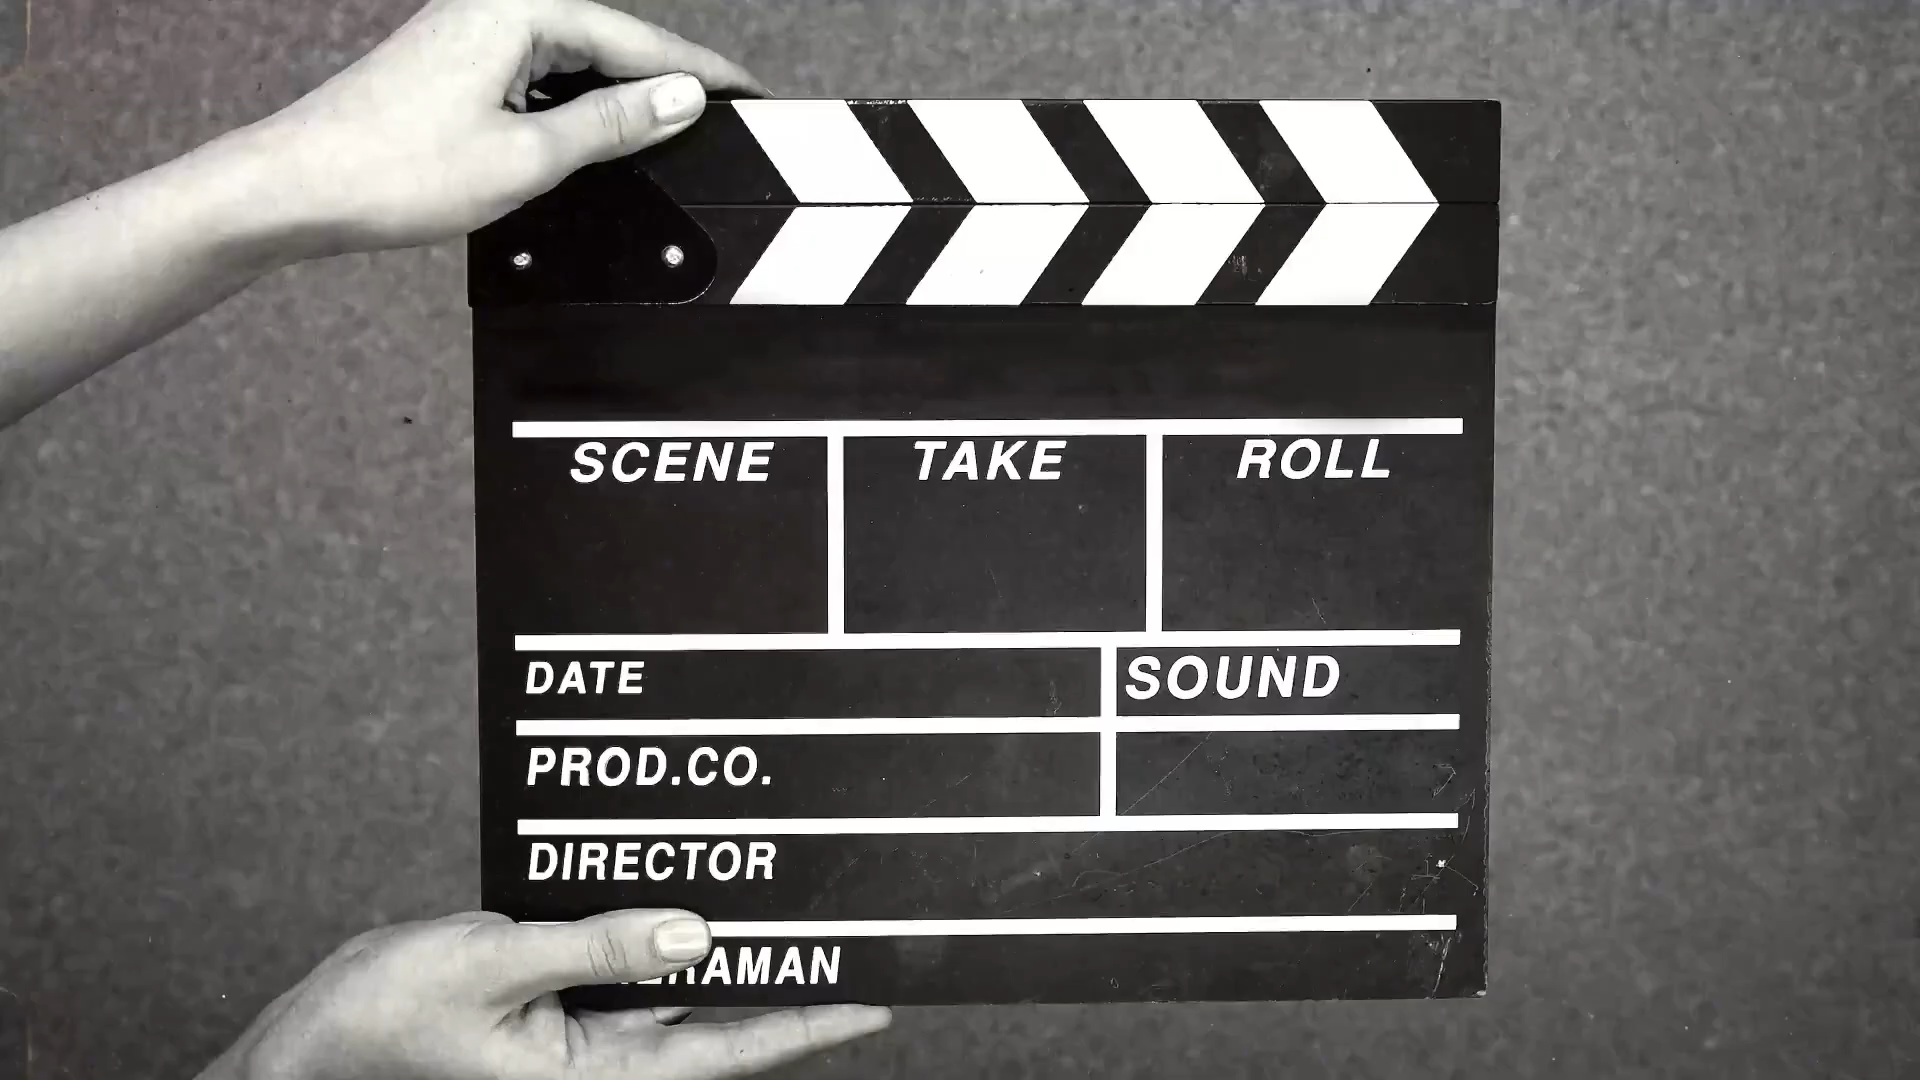 SCENE TAKE ROLL
DATE SOUND
PROD.CO.
DIRECTOR